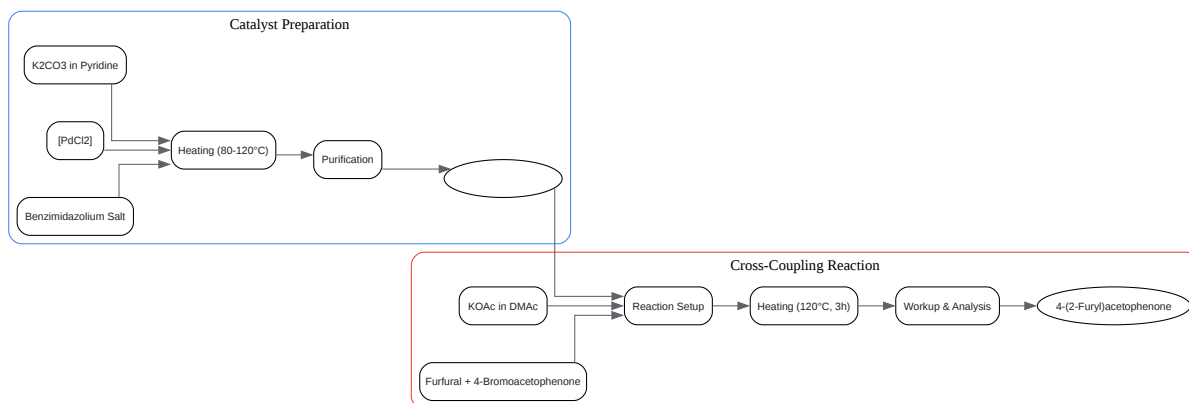 Catalyst Preparation
K2CO3 in Pyridine
[PdCl2]
Heating (80-120°C)
Purification
Benzimidazolium Salt
Cross-Coupling Reaction
KOAc in DMAc
Reaction Setup
Heating (120°C, 3h)
Workup & Analysis
4-(2-Furyl)acetophenone
Furfural + 4-Bromoacetophenone